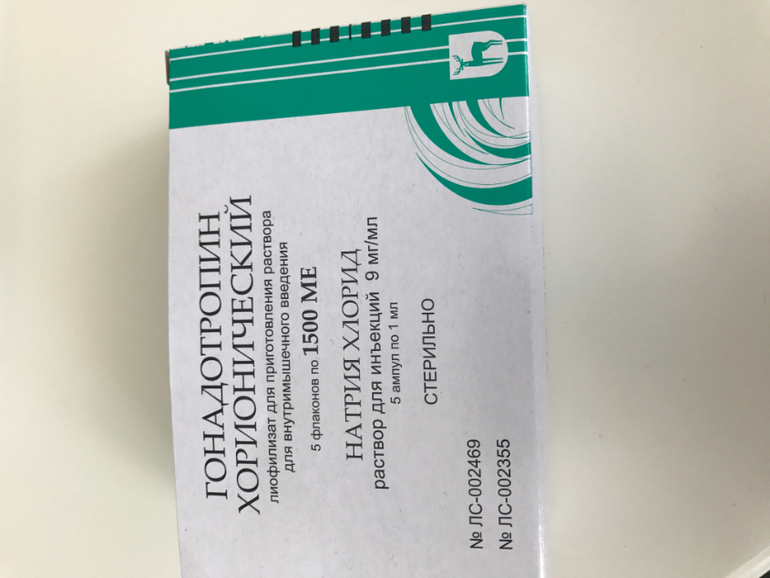 ГОНАДОТРОПИН
ХОРИОНИЧЕСКИЙ
лиофилизат для приготовления раствора
для внутримышечного введения
5 флаконов по 1500 МЕ
НАТРИЯ ХЛОРИД
раствор для инъекций 9 мг/мл
5 ампул по 1 мл
СТЕРИЛЬНО
№ ЛС-002469
№ ЛС-002355